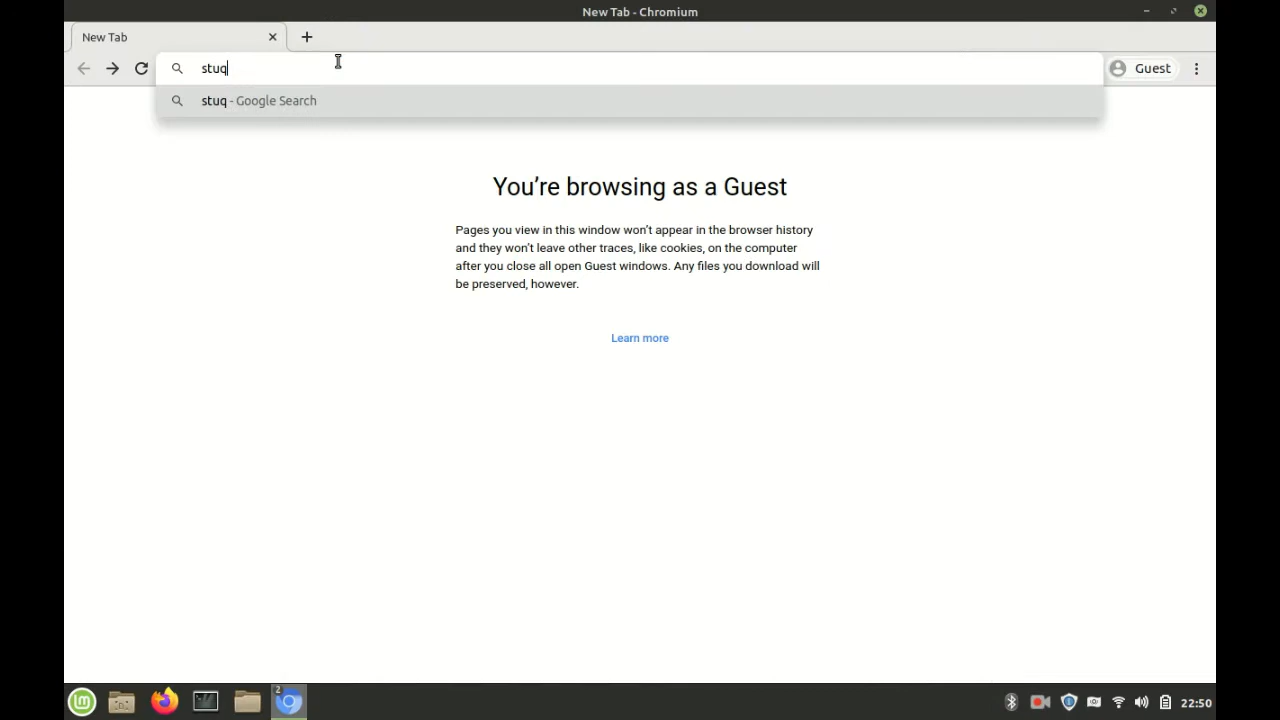 New Tab - Chromium
New Tab
stuq
Guest
stuq - Google Search
You’re browsing as a Guest
Pages you view in this window won’t appear in the browser history
and they won’t leave other traces, like cookies, on the computer
after you close all open Guest windows. Any files you download will
be preserved, however.
Learn more
2
22:50